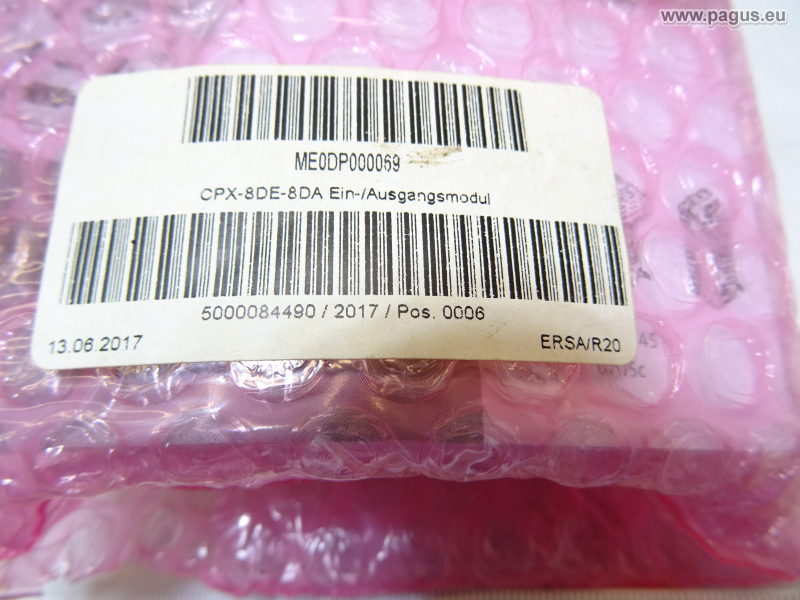 www.pagus.eu
ME0DP000069
CPX-8DE-8DA Ein-/Ausgangsmodul
5000084490 / 2017 / Pos. 0006
13.06.2017
ERSA/R20